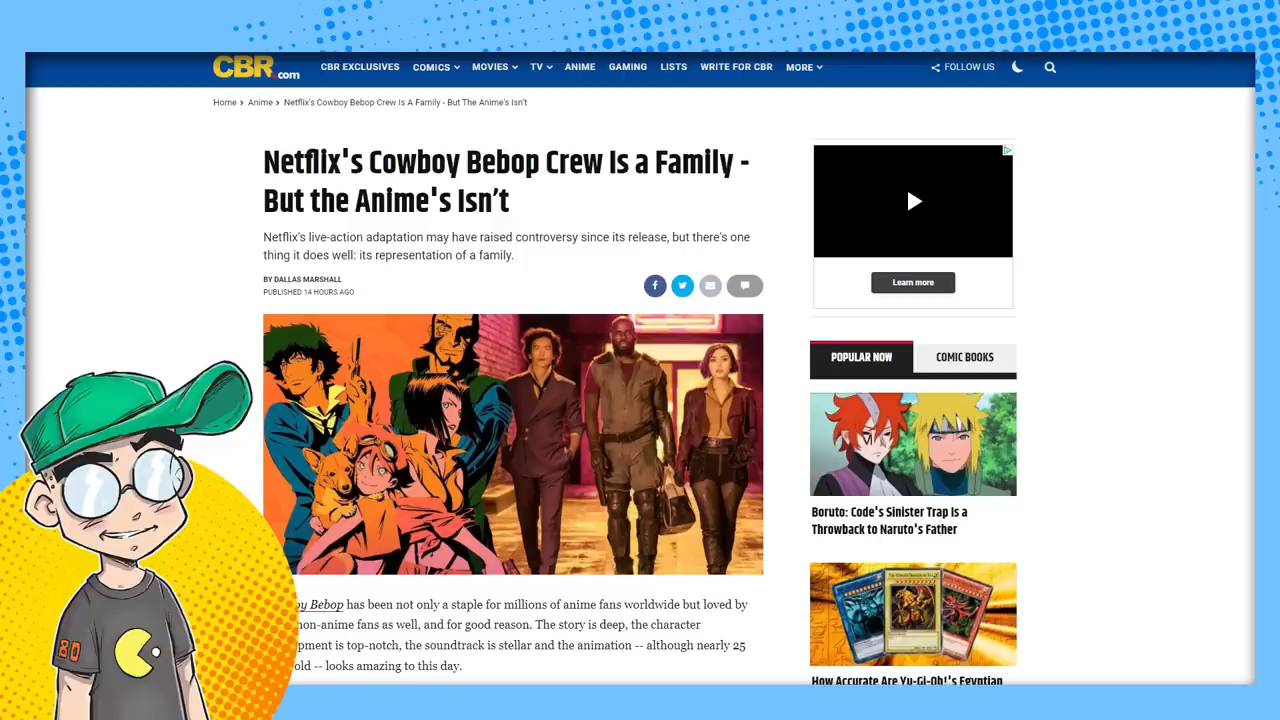 CBR.com
CBR EXCLUSIVES COMICS MOVIES TV ANIME GAMING LISTS WRITE FOR CBR MORE FOLLOW US
Home > Anime > Netflix's Cowboy Bebop Crew Is A Family - But The Anime's Isn't
Netflix's Cowboy Bebop Crew Is a Family -
But the Anime's Isn’t
Netflix's live-action adaptation may have raised controversy since its release, but there's one
thing it does well: its representation of a family.
BY DALLAS MARSHALL
PUBLISHED 14 HOURS AGO
Learn more
POPULAR NOW
COMIC BOOKS
Boruto: Code's Sinister Trap Is a
Throwback to Naruto's Father
How Accurate Are Yu-Gi-Oh!'s Egyptian
Bebop has been not only a staple for millions of anime fans worldwide but loved by
non-anime fans as well, and for good reason. The story is deep, the character
is top-notch, the soundtrack is stellar and the animation -- although nearly 25
old -- looks amazing to this day.
80